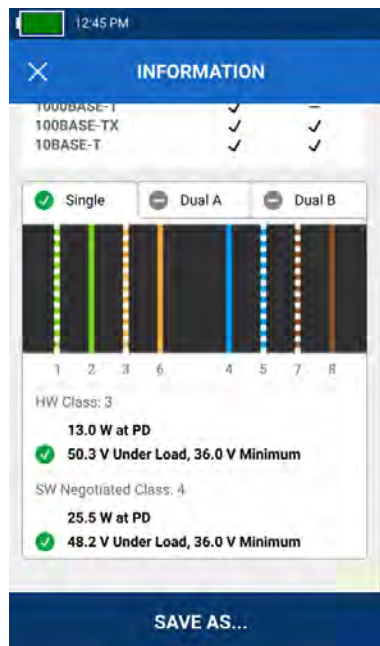 12:45 PM
INFORMATION
1000BASE-T ✓ –
100BASE-TX ✓ ✓
10BASE-T ✓ ✓
Single Dual A Dual B
1 2 3 6 4 5 7 8
HW Class: 3
13.0 W at PD
50.3 V Under Load, 36.0 V Minimum
SW Negotiated Class: 4
25.5 W at PD
48.2 V Under Load, 36.0 V Minimum
SAVE AS...